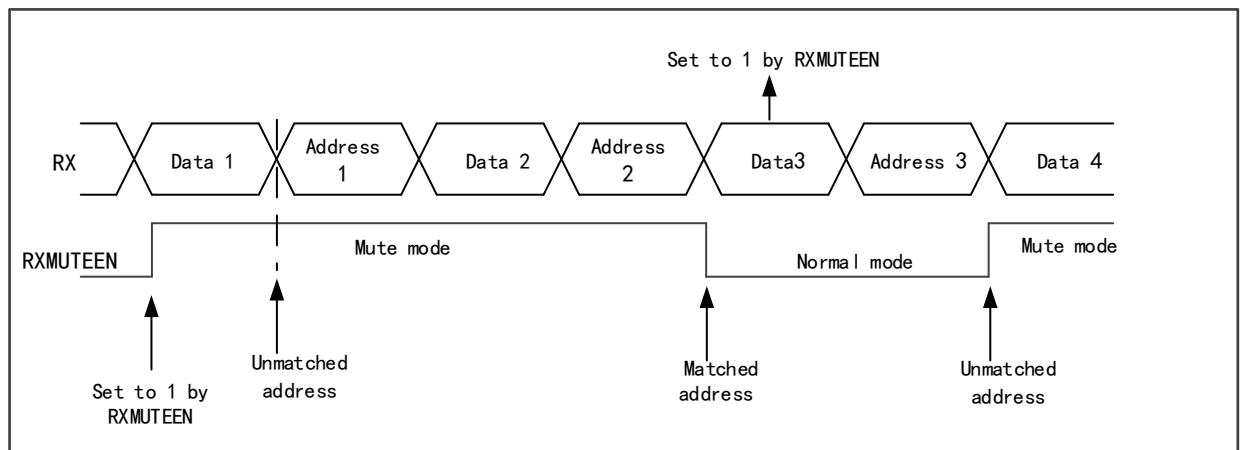 Set to 1 by RXMUTEEN
RX
Data 1
Address
1
Data 2
Address
2
Data3
Address 3
Data 4
RXMUTEEN
Mute mode
Normal mode
Mute mode
Set to 1 by
RXMUTEEN
Unmatched
address
Matched
address
Unmatched
address